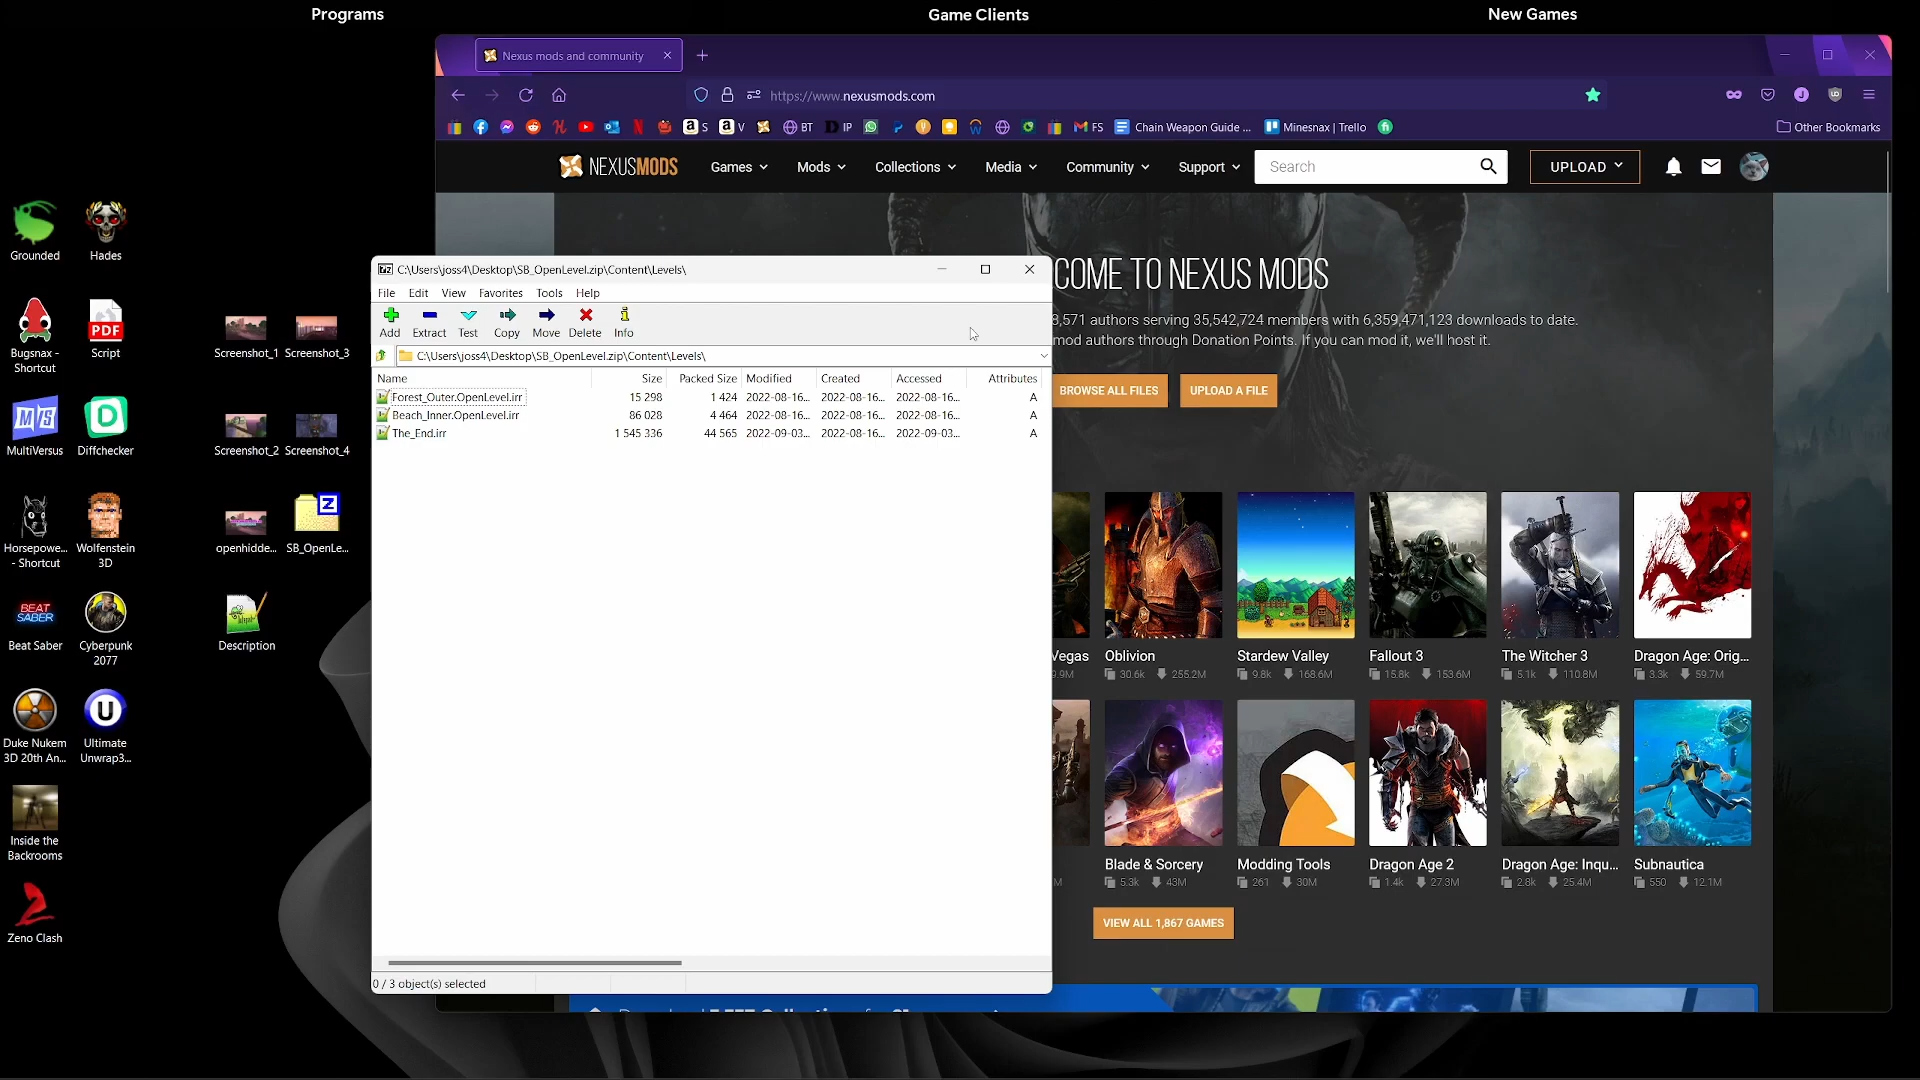 Programs
Game Clients
New Games
Nexus mods and community
https://www.nexusmods.com
S
V
BT
IP
FS
Chain Weapon Guide ...
Minesnax | Trello
Other Bookmarks
NEXUSMODS
Games
Mods
Collections
Media
Community
Support
Search
UPLOAD
COME TO NEXUS MODS
8,571 authors serving 35,542,724 members with 6,359,471,123 downloads to date.
mod authors through Donation Points. If you can mod it, we'll host it.
BROWSE ALL FILES
UPLOAD A FILE
Vegas
9.9M
Oblivion
30.6k
255.2M
Stardew Valley
9.8k
168.6M
Fallout 3
15.8k
153.6M
The Witcher 3
5.1k
110.8M
Dragon Age: Orig...
3.3k
59.7M
M
Blade & Sorcery
5.3k
43M
Modding Tools
261
30M
Dragon Age 2
1.4k
27.3M
Dragon Age: Inqu...
2.8k
25.4M
Subnautica
550
12.1M
VIEW ALL 1,867 GAMES
C:\Users\joss4\Desktop\SB_OpenLevel.zip\Content\Levels\
File
Edit
View
Favorites
Tools
Help
Add
Extract
Test
Copy
Move
Delete
Info
C:\Users\joss4\Desktop\SB_OpenLevel.zip\Content\Levels\
Name
Size
Packed Size
Modified
Created
Accessed
Attributes
Forest_Outer.OpenLevel.irr
15 298
1 424
2022-08-16...
2022-08-16...
2022-08-16...
A
Beach_Inner.OpenLevel.irr
86 028
4 464
2022-08-16...
2022-08-16...
2022-08-16...
A
The_End.irr
1 545 336
44 565
2022-09-03...
2022-08-16...
2022-09-03...
A
0 / 3 object(s) selected
Grounded
Hades
Bugsnax -
Shortcut
PDF
Script
Screenshot_1
Screenshot_3
MultiVersus
Diffchecker
Screenshot_2
Screenshot_4
Horsepowe...
- Shortcut
Wolfenstein
3D
openhidde...
SB_OpenLe...
BEAT
SABER
Beat Saber
Cyberpunk
2077
Description
Duke Nukem
3D 20th An...
Ultimate
Unwrap3...
Inside the
Backrooms
Zeno Clash